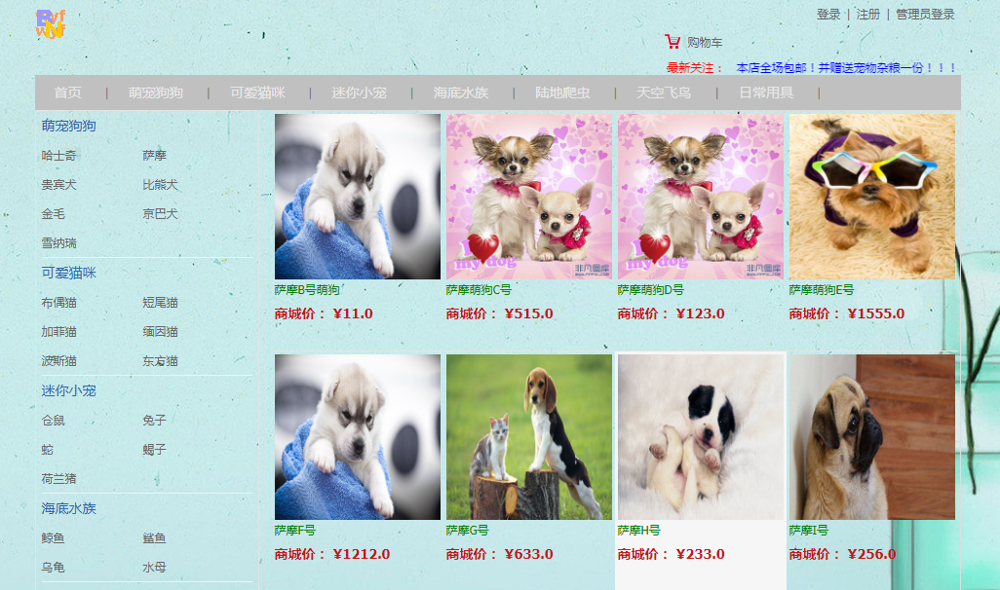 登录 | 注册 | 管理员登录
购物车
最新关注： 本店全场包邮！并赠送宠物杂粮一份！！！
首页 | 萌宠狗狗 | 可爱猫咪 | 迷你小宠 | 海底水族 | 陆地爬虫 | 天空飞鸟 | 日常用具 |
萌宠狗狗
哈士奇 萨摩
贵宾犬 比熊犬
金毛 京巴犬
雪纳瑞
可爱猫咪
布偶猫 短尾猫
加菲猫 缅因猫
波斯猫 东方猫
迷你小宠
仓鼠 兔子
蛇 蝎子
荷兰猪
海底水族
鲸鱼 鲨鱼
乌龟 水母
I
my dog
非凡图库
I
my dog
非凡图库
萨摩B号萌狗 萨摩萌狗C号 萨摩萌狗D号 萨摩萌狗E号
商城价： ¥11.0 商城价： ¥515.0 商城价： ¥123.0 商城价： ¥1555.0
萨摩F号 萨摩G号 萨摩H号 萨摩I号
商城价： ¥1212.0 商城价： ¥633.0 商城价： ¥233.0 商城价： ¥256.0